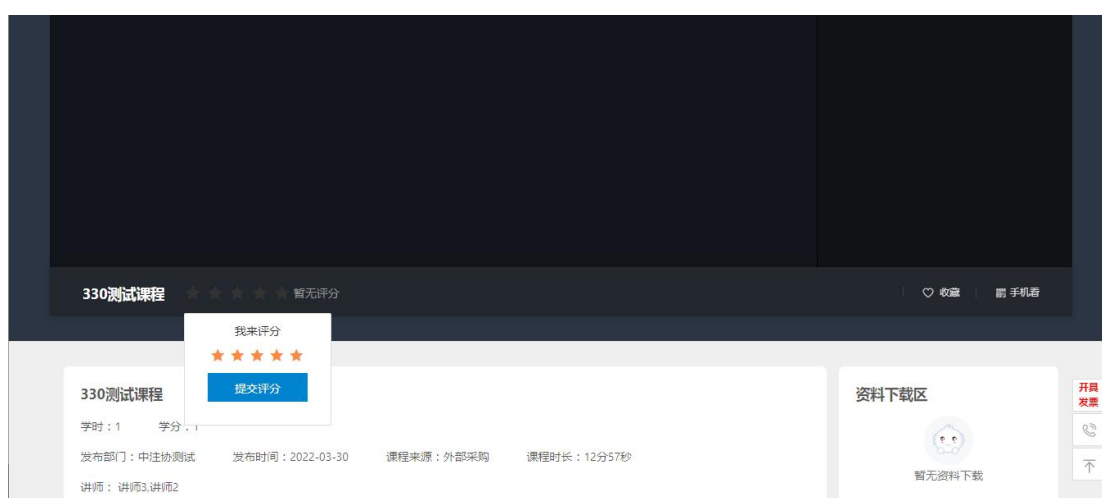 330测试课程 暂无评分 收藏 手机看
我来评分
提交评分
330测试课程
学时：1 学分：1
发布部门：中注协测试 发布时间：2022-03-30 课程来源：外部采购 课程时长：12分57秒
讲师： 讲师3,讲师2
资料下载区
暂无资料下载
开具
发票